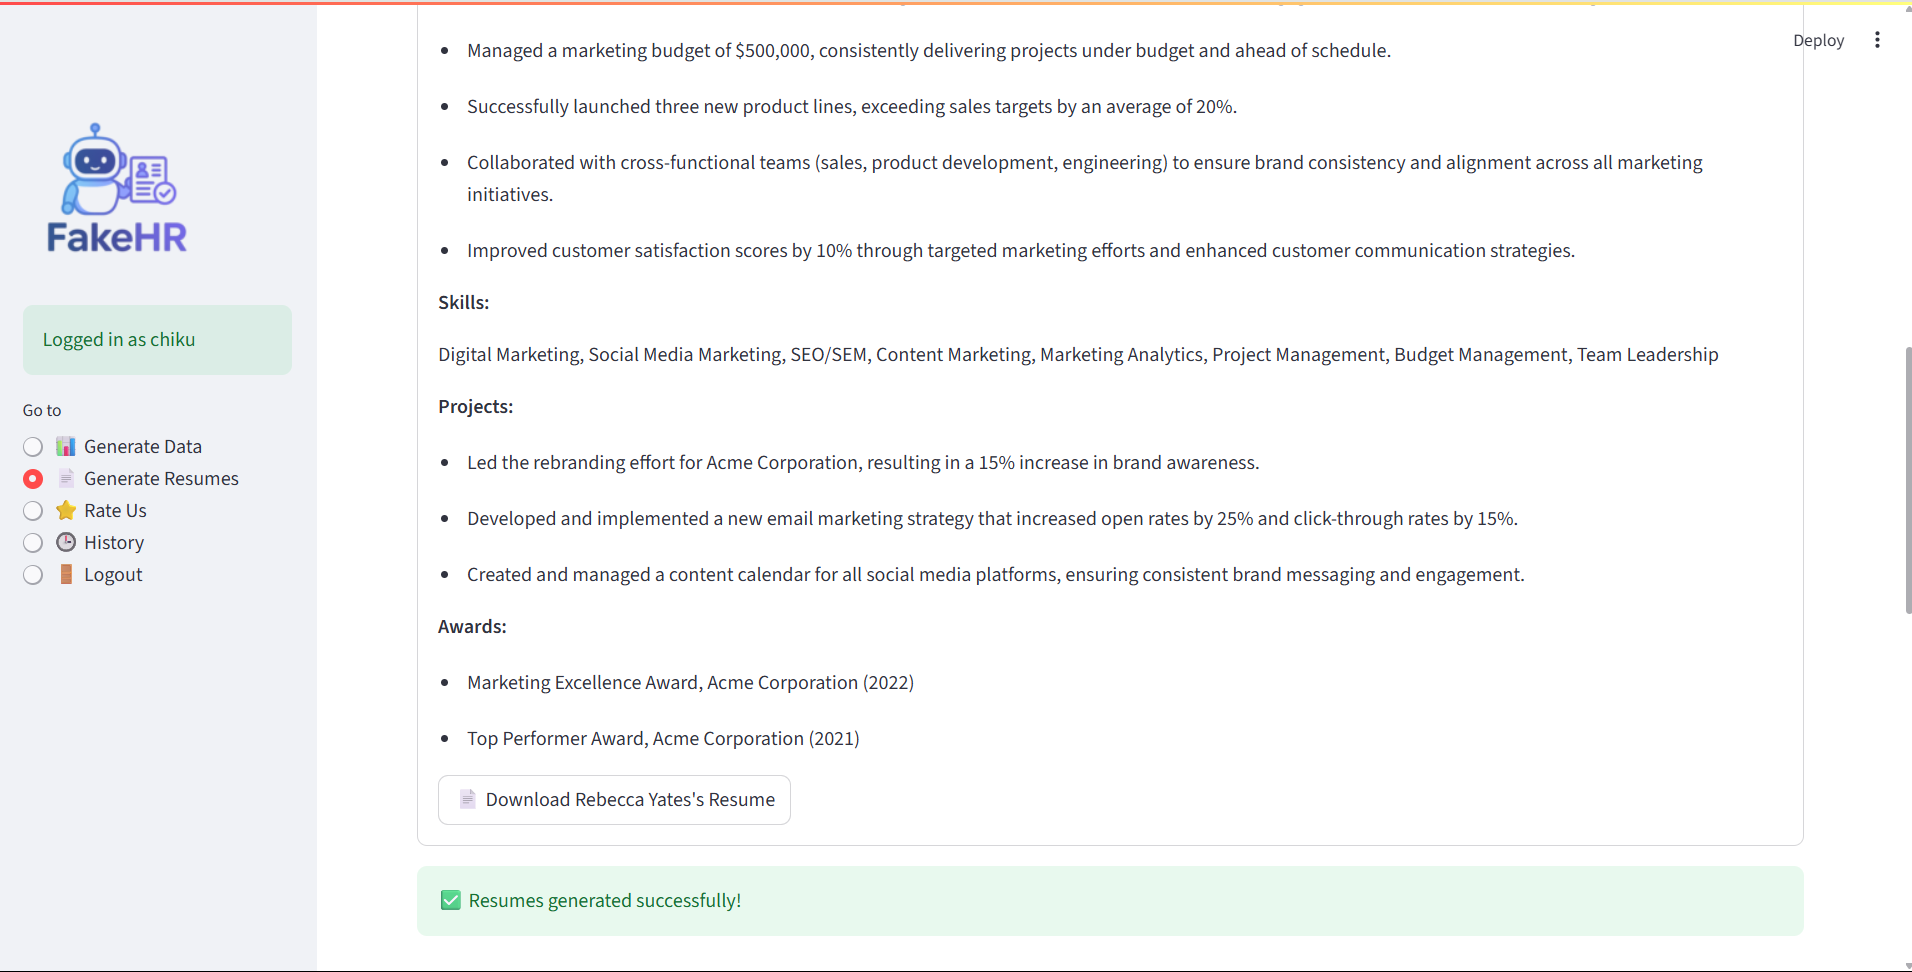 Deploy
FakeHR
Logged in as chiku
Go to
Generate Data
Generate Resumes
Rate Us
History
Logout
Managed a marketing budget of $500,000, consistently delivering projects under budget and ahead of schedule.
Successfully launched three new product lines, exceeding sales targets by an average of 20%.
Collaborated with cross-functional teams (sales, product development, engineering) to ensure brand consistency and alignment across all marketing
initiatives.
Improved customer satisfaction scores by 10% through targeted marketing efforts and enhanced customer communication strategies.
Skills:
Digital Marketing, Social Media Marketing, SEO/SEM, Content Marketing, Marketing Analytics, Project Management, Budget Management, Team Leadership
Projects:
Led the rebranding effort for Acme Corporation, resulting in a 15% increase in brand awareness.
Developed and implemented a new email marketing strategy that increased open rates by 25% and click-through rates by 15%.
Created and managed a content calendar for all social media platforms, ensuring consistent brand messaging and engagement.
Awards:
Marketing Excellence Award, Acme Corporation (2022)
Top Performer Award, Acme Corporation (2021)
Download Rebecca Yates's Resume
Resumes generated successfully!